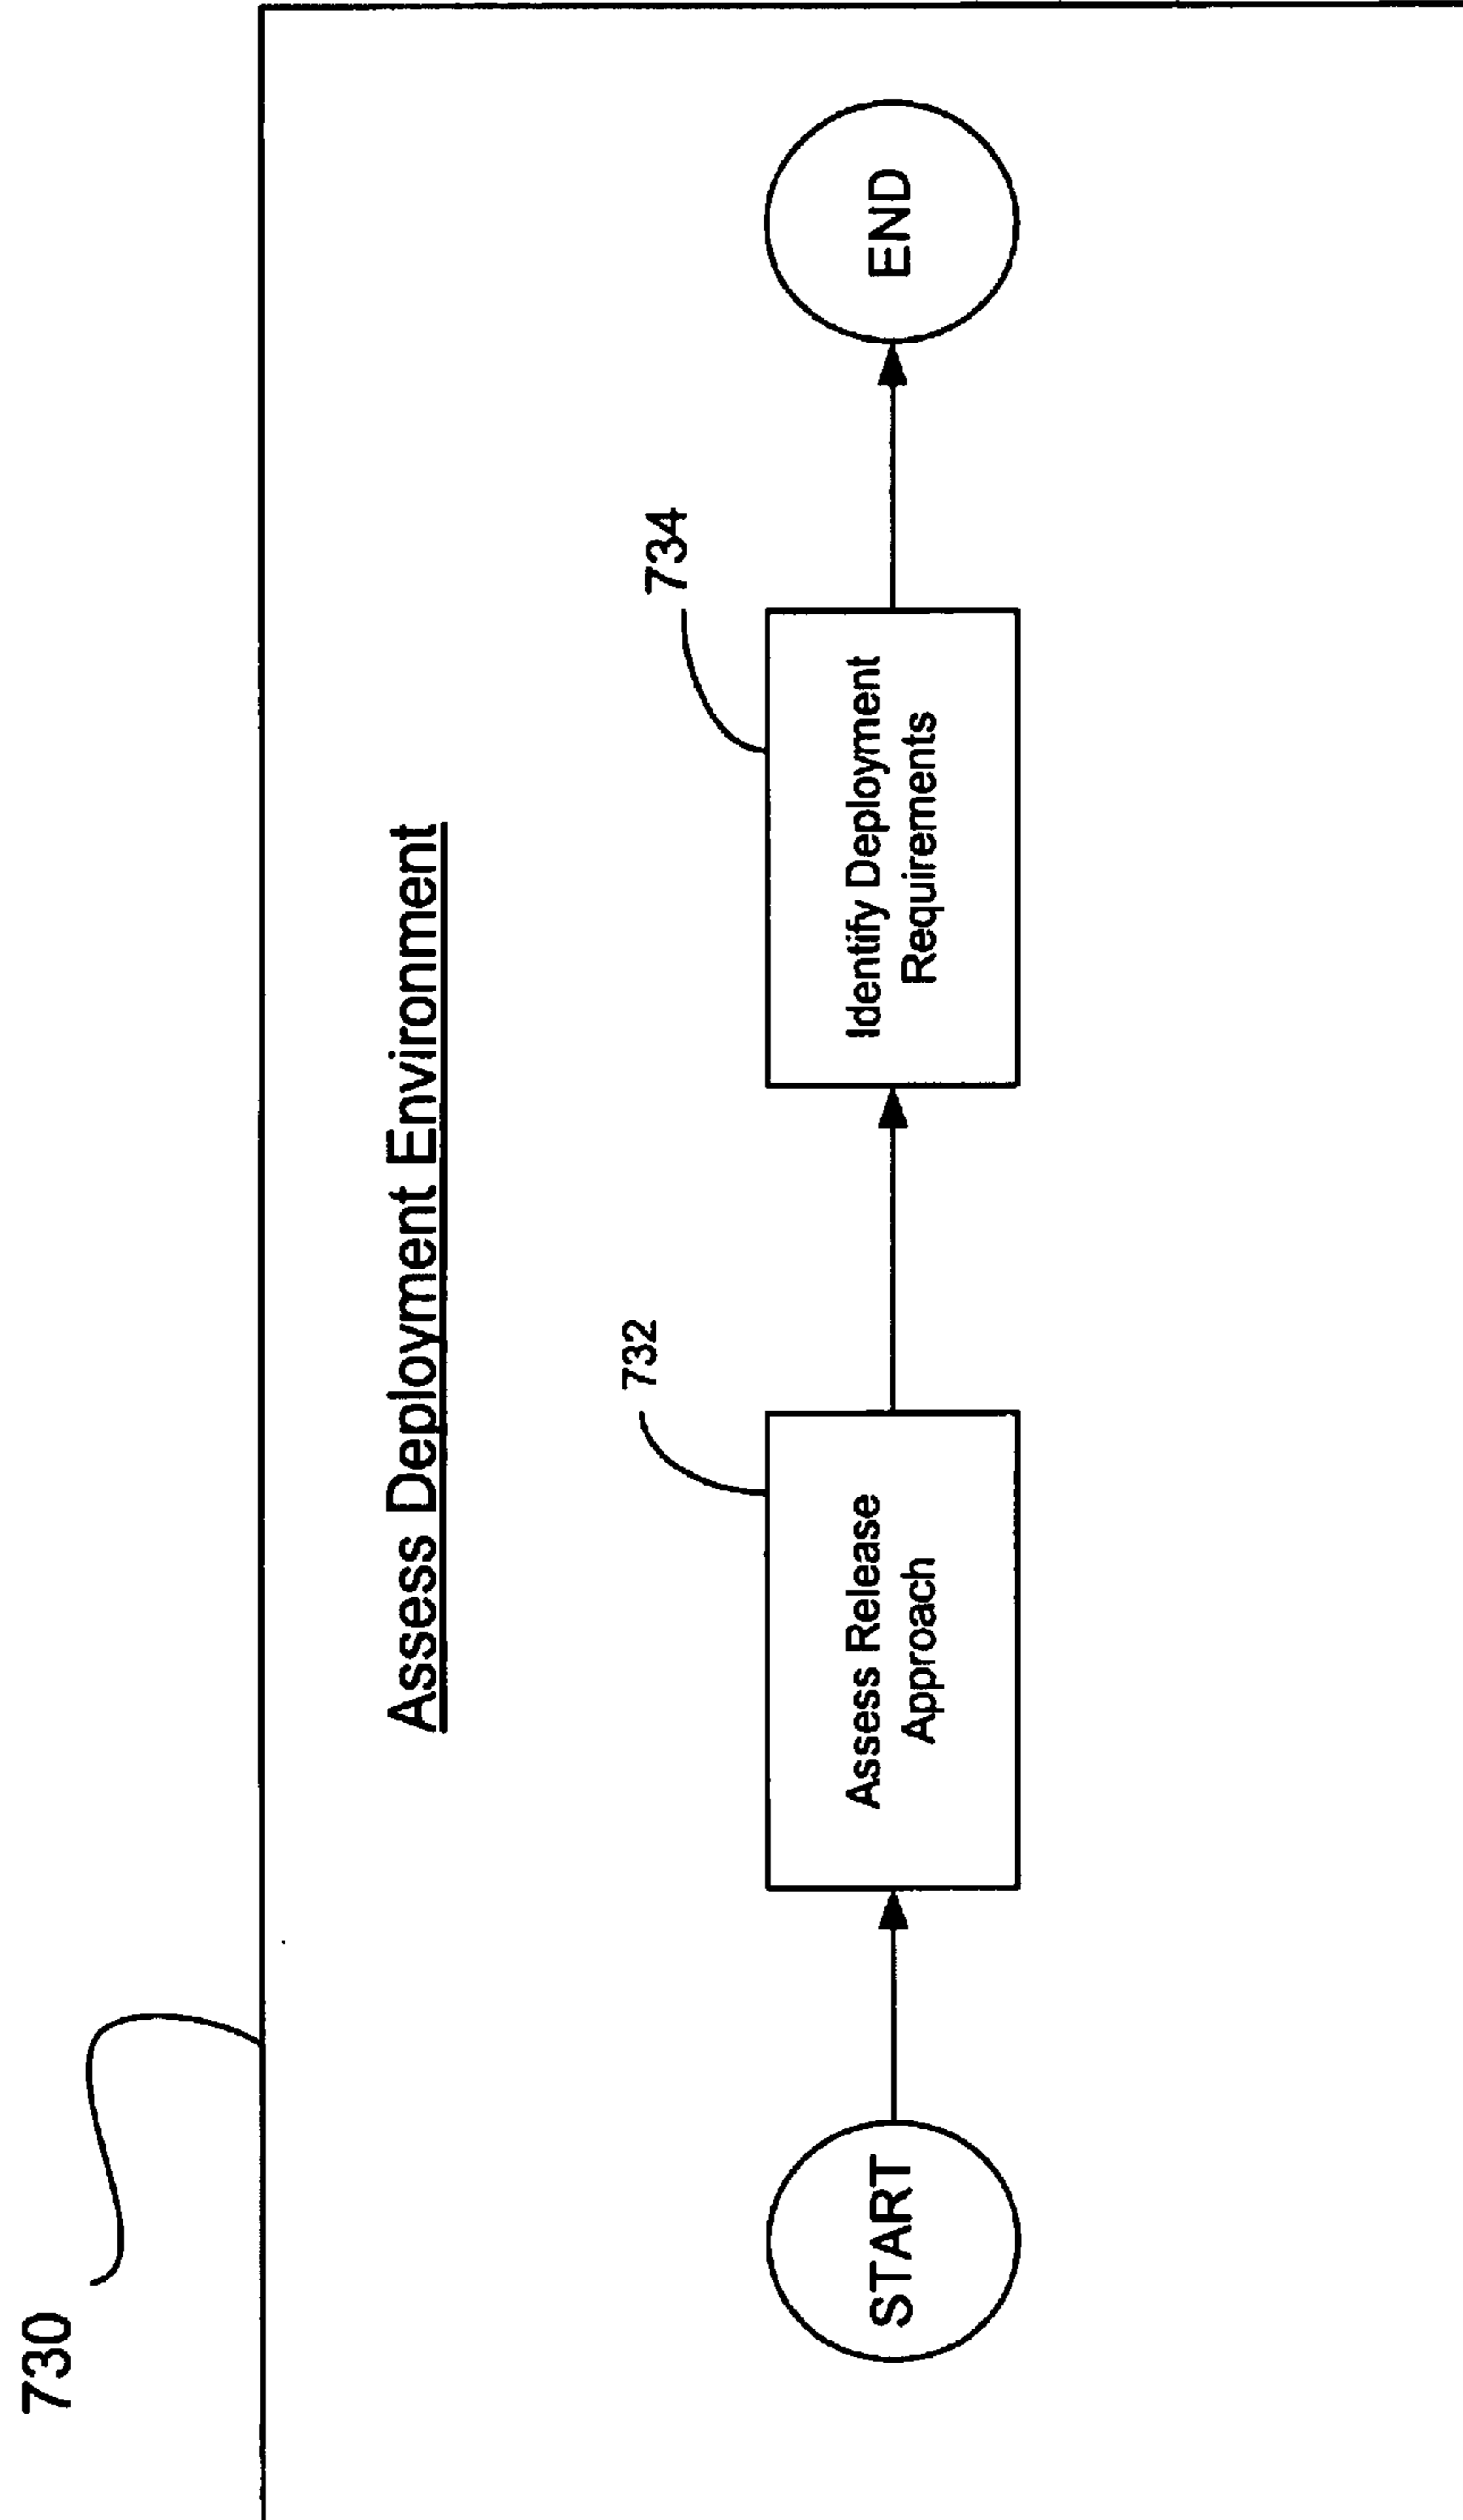 730
Assess Deployment Environment
732
734
START
Assess Release
Approach
Identify Deployment
Requirements
END